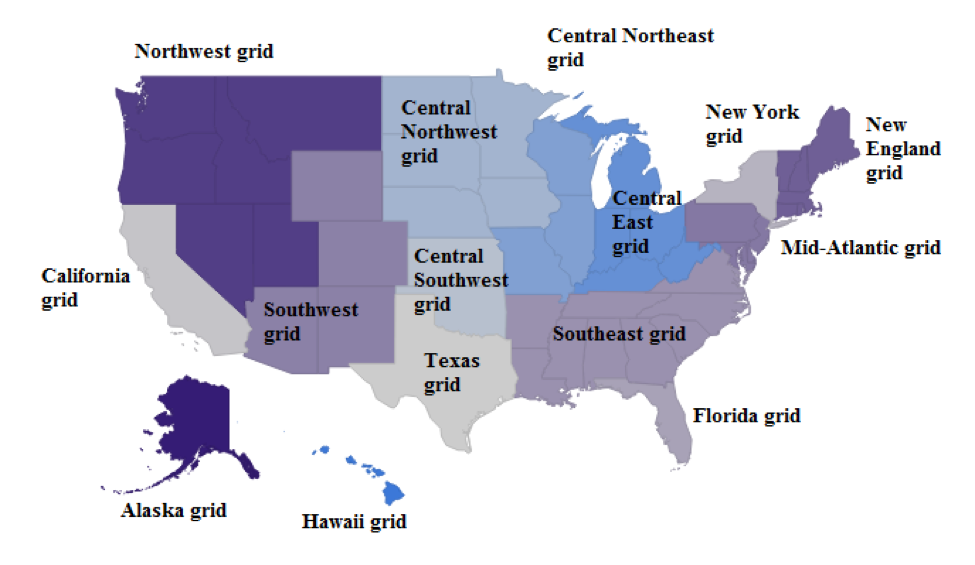 Northwest grid
Central Northeast
grid
Central
Northwest
grid
New York
grid
New
England
grid
Central
East
grid
Mid-Atlantic grid
California
grid
Central
Southwest
grid
Southwest
grid
Southeast grid
Texas
grid
Florida grid
Alaska grid
Hawaii grid